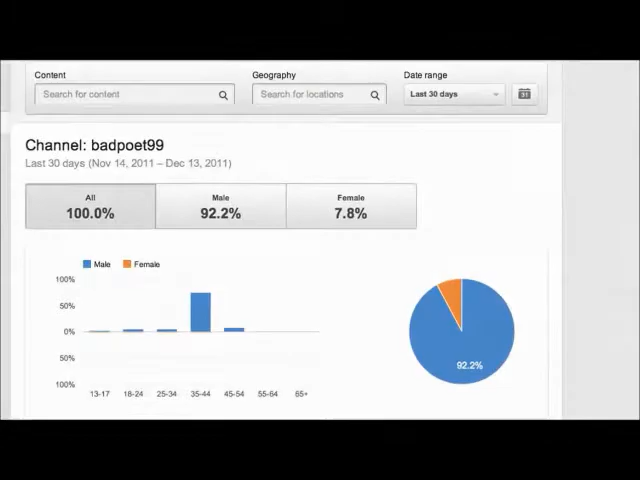 Content Geography Date range
Search for content Search for locations Last 30 days 31
Channel: badpoet99
Last 30 days (Nov 14, 2011 – Dec 13, 2011)
All Male Female
100.0% 92.2% 7.8%
Male Female
100%
50%
0%
50%
100%
13-17 18-24 25-34 35-44 45-54 55-64 65+
92.2%